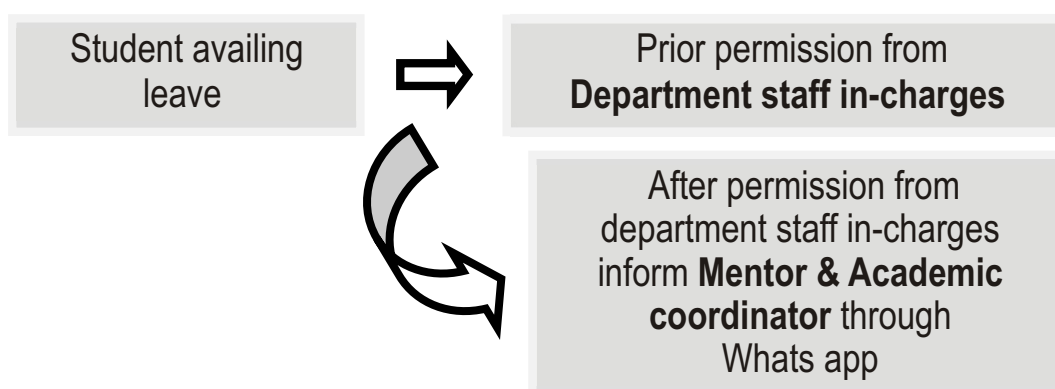 Student availing
leave
Prior permission from
Department staff in-charges
After permission from
department staff in-charges
inform Mentor & Academic
coordinator through
Whats app